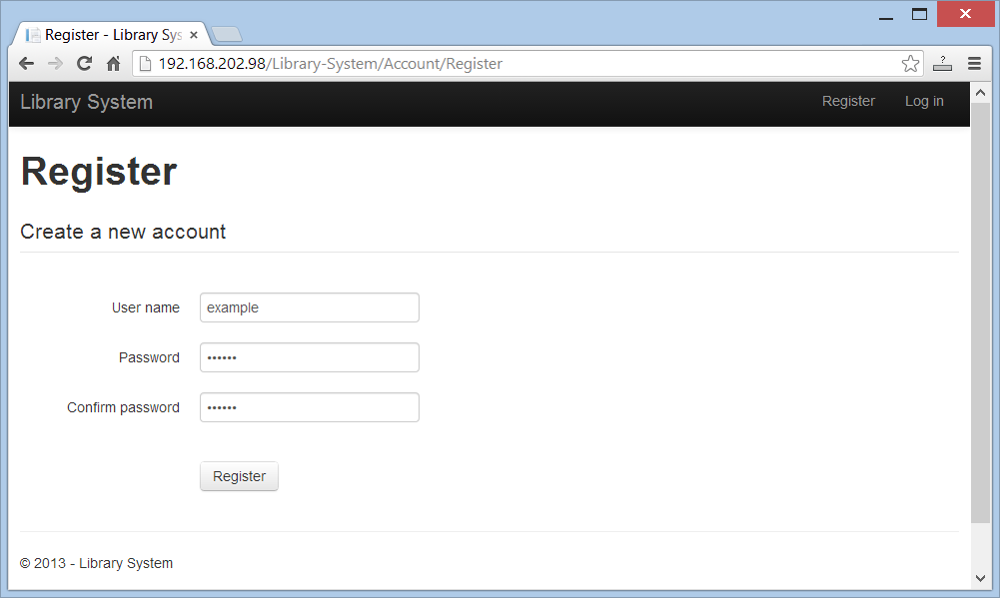 Register - Library Sys
192.168.202.98/Library-System/Account/Register
?
Library System Register Log in
Register
Create a new account
User name example
Password ••••••
Confirm password ••••••
Register
© 2013 - Library System